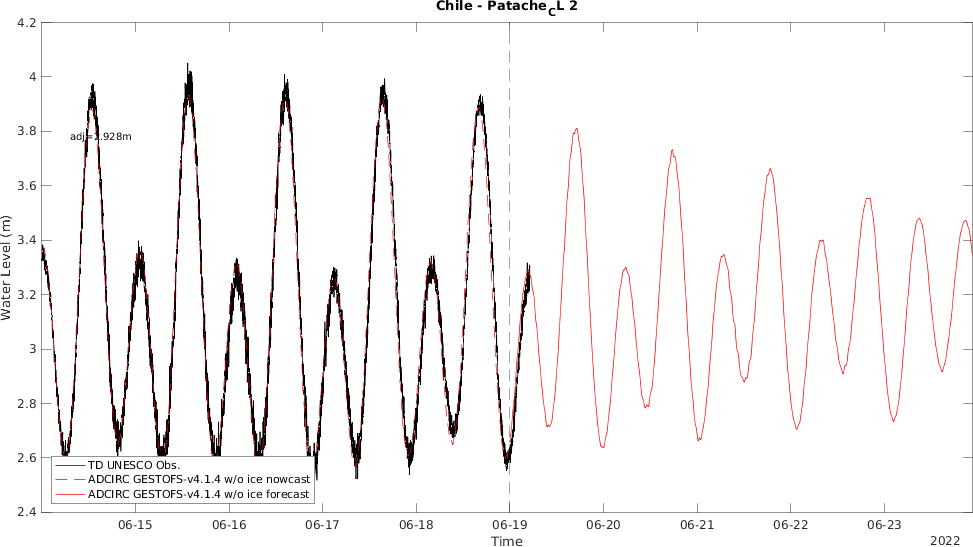 Chile - Patache_CL 2
4.2
4
3.8
3.6
3.4
3.2
3
2.8
2.6
2.4
Water Level (m)
adj=2.928m
TD UNESCO Obs.
ADCIRC GESTOFS-v4.1.4 w/o ice nowcast
ADCIRC GESTOFS-v4.1.4 w/o ice forecast
06-15 06-16 06-17 06-18 06-19 06-20 06-21 06-22 06-23
Time
2022